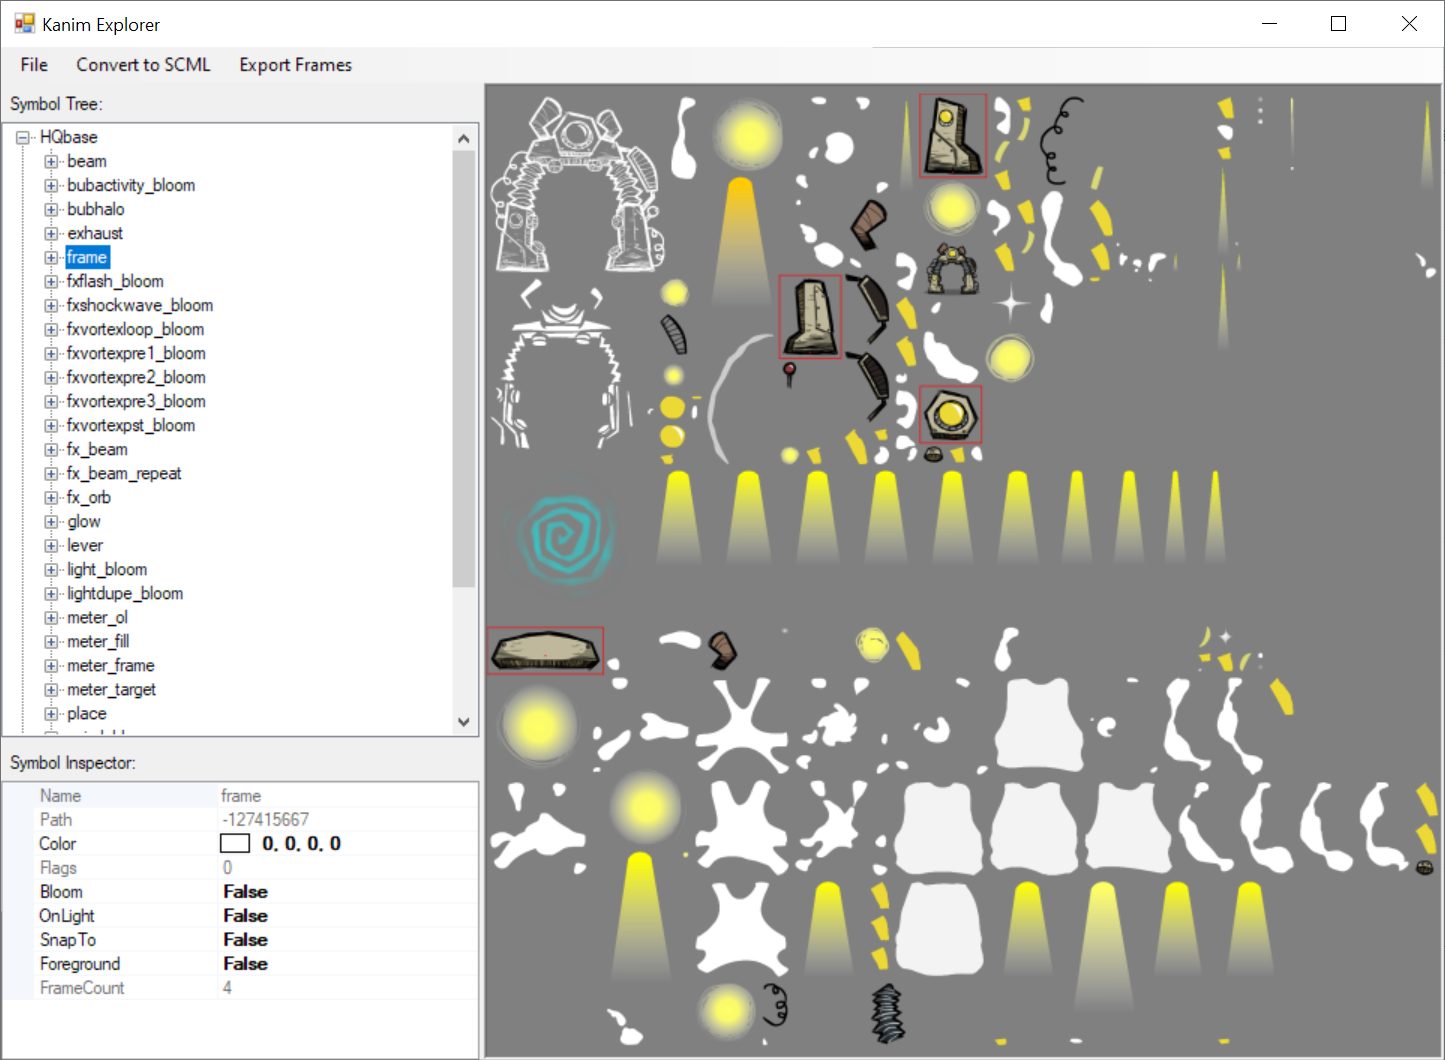 Kanim Explorer
File Convert to SCML Export Frames
Symbol Tree:
HQbase
beam
bubactivity_bloom
bubhalo
exhaust
frame
fxflash_bloom
fxshockwave_bloom
fxvortexloop_bloom
fxvortexpre1_bloom
fxvortexpre2_bloom
fxvortexpre3_bloom
fxvortexpst_bloom
fx_beam
fx_beam_repeat
fx_orb
glow
lever
light_bloom
lightdupe_bloom
meter_ol
meter_fill
meter_frame
meter_target
place
Symbol Inspector:
Name frame
Path -127415667
Color 0, 0, 0, 0
Flags 0
Bloom False
OnLight False
SnapTo False
Foreground False
FrameCount 4